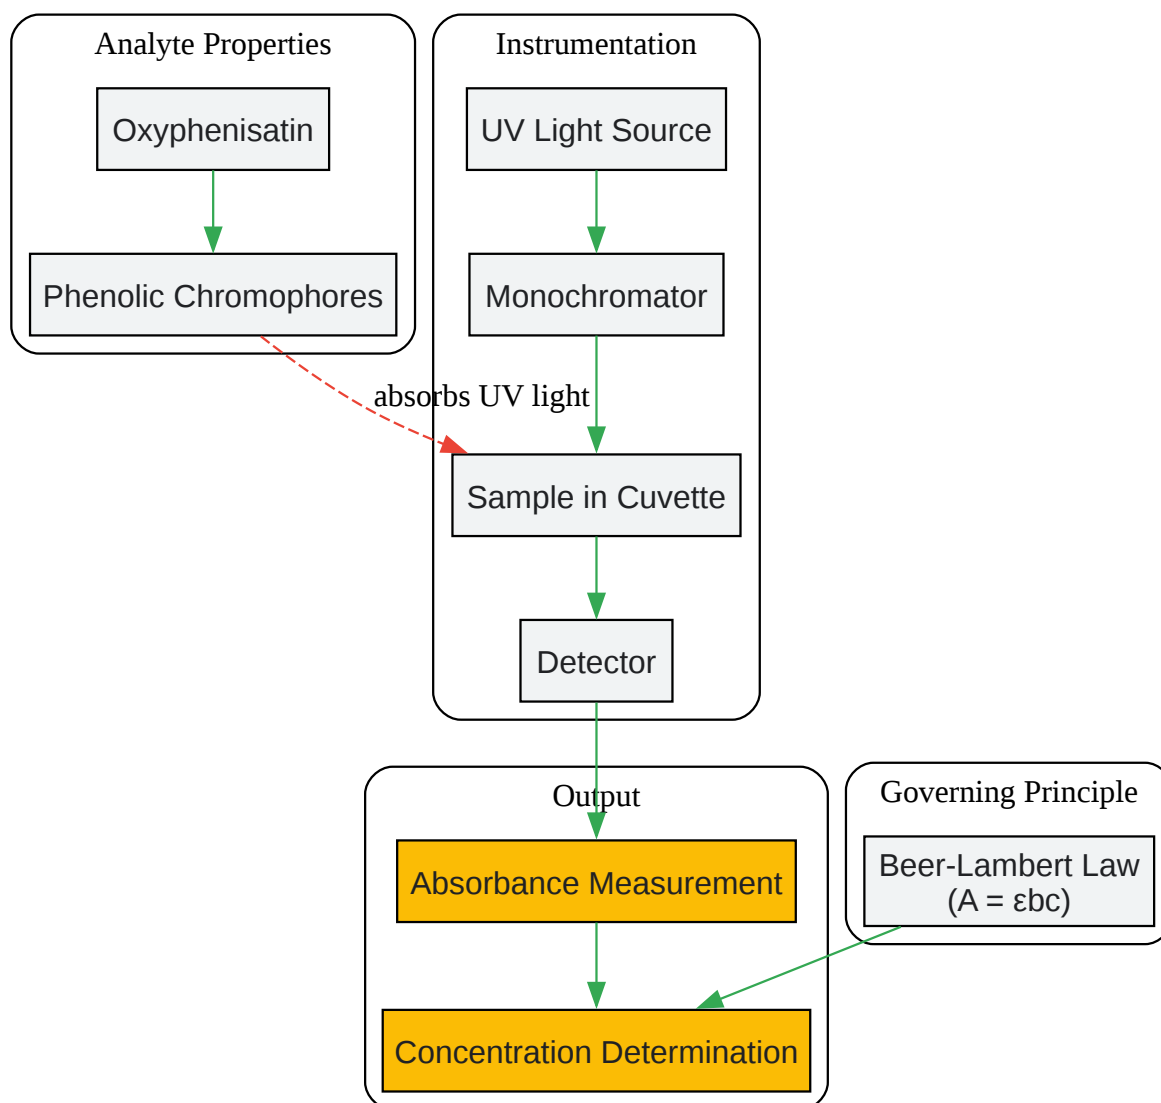 Analyte Properties
Oxyphenisatin
Phenolic Chromophores
Instrumentation
UV Light Source
Monochromator
absorbs UV light
Sample in Cuvette
Detector
Output
Absorbance Measurement
Concentration Determination
Governing Principle
Beer-Lambert Law
(A = εbc)